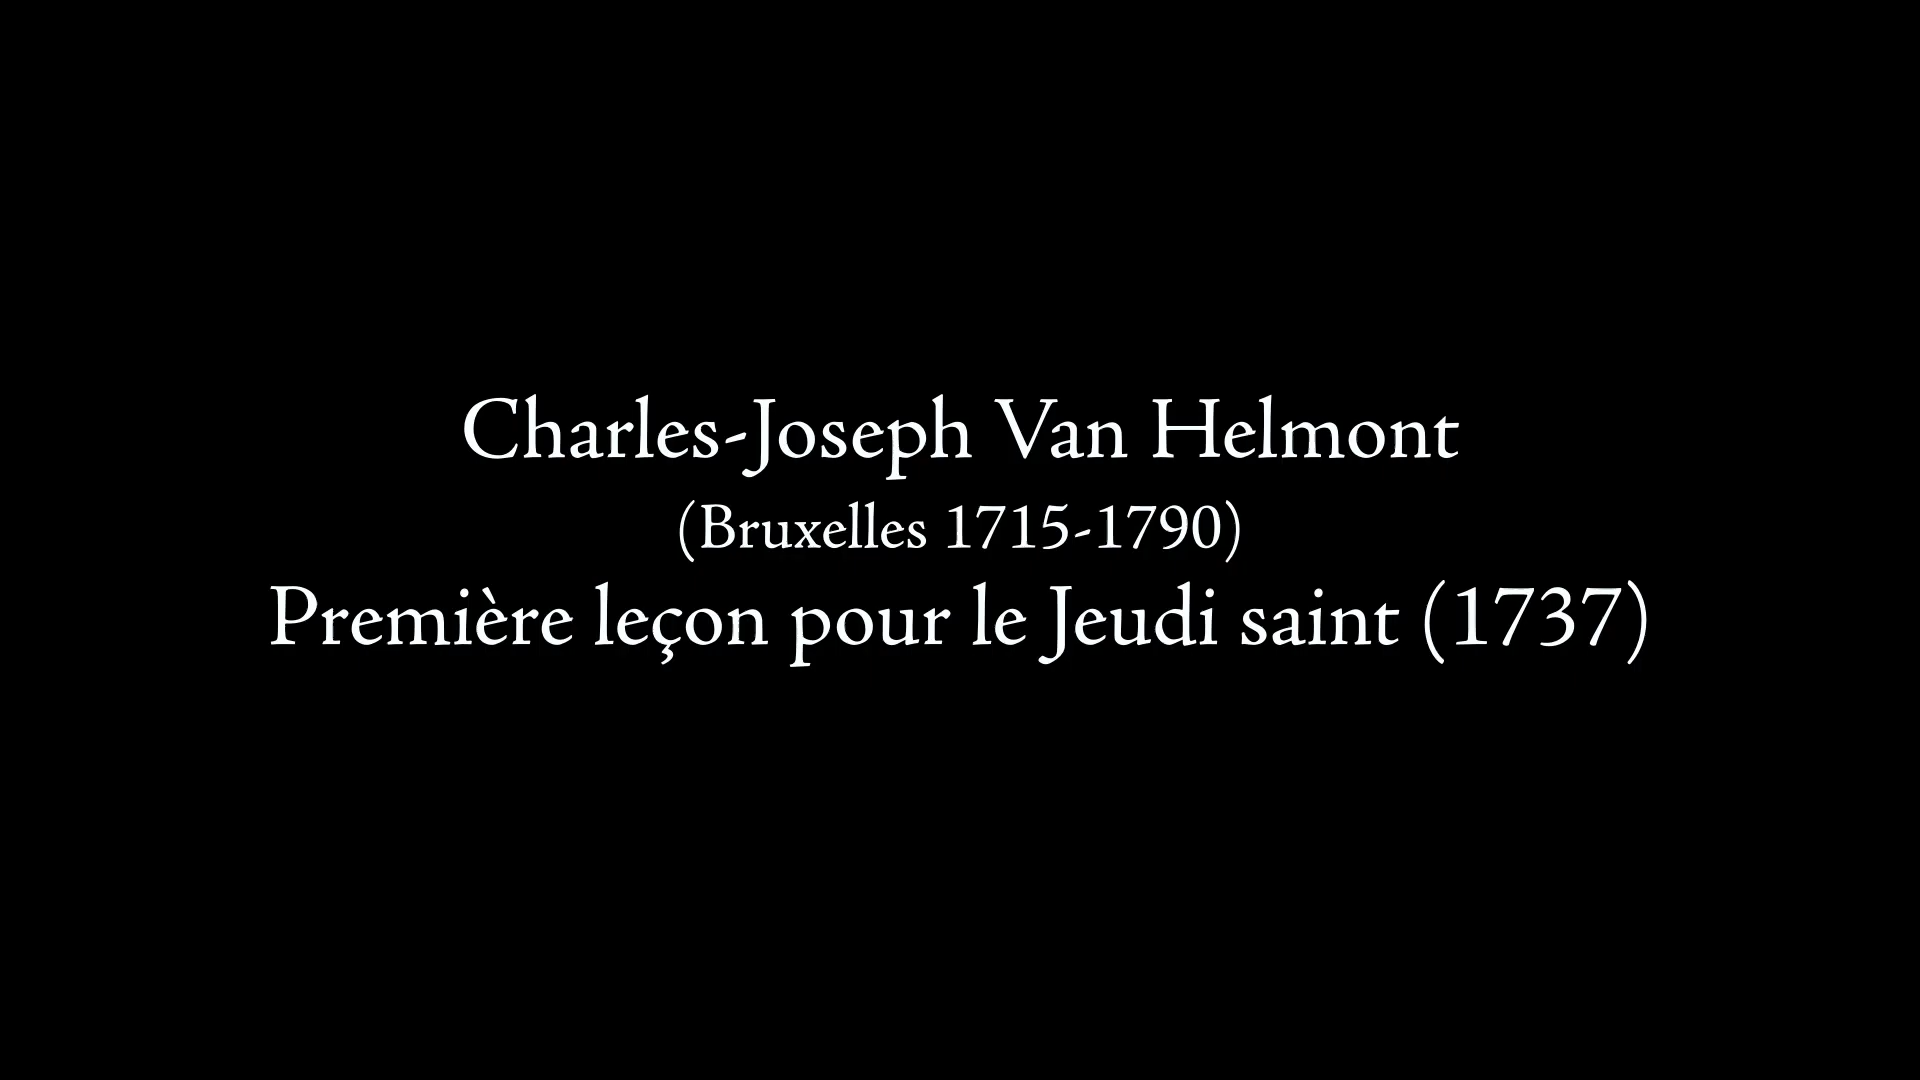 Charles-Joseph Van Helmont
(Bruxelles 1715-1790)
Première leçon pour le Jeudi saint (1737)